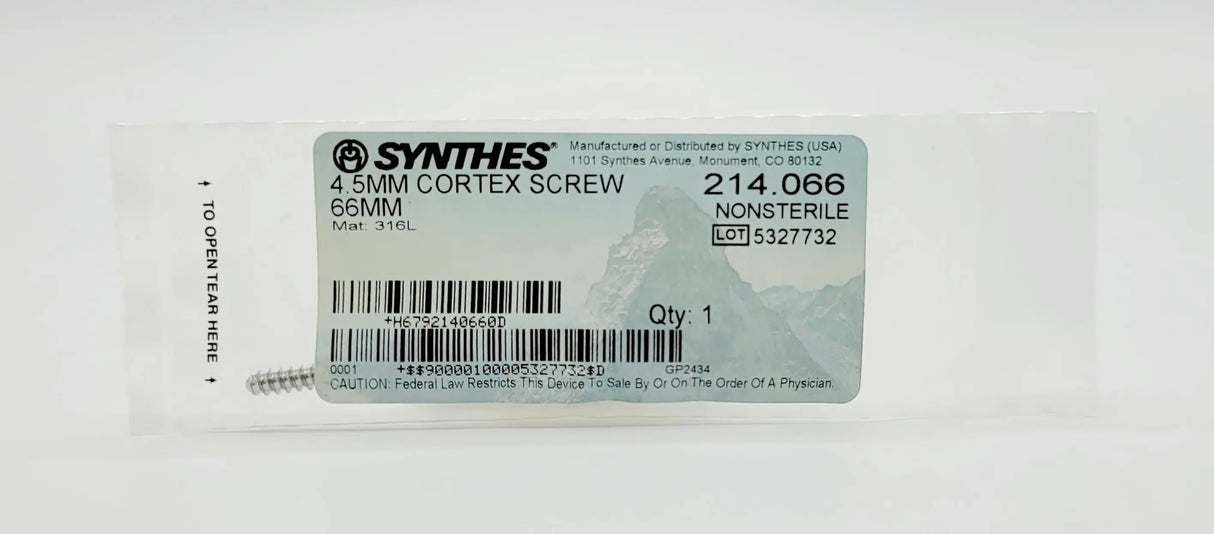 TO OPEN TEAR HERE
SYNTHES®
Manufactured or Distributed by SYNTHES (USA)
1101 Synthes Avenue, Monument, CO 80132
4.5MM CORTEX SCREW
66MM
Mat: 316L
214.066
NONSTERILE
LOT 5327732
+H6792140660D
Qty: 1
0001 +$$90000100005327732$D GP2434
CAUTION: Federal Law Restricts This Device To Sale By Or On The Order Of A Physician.